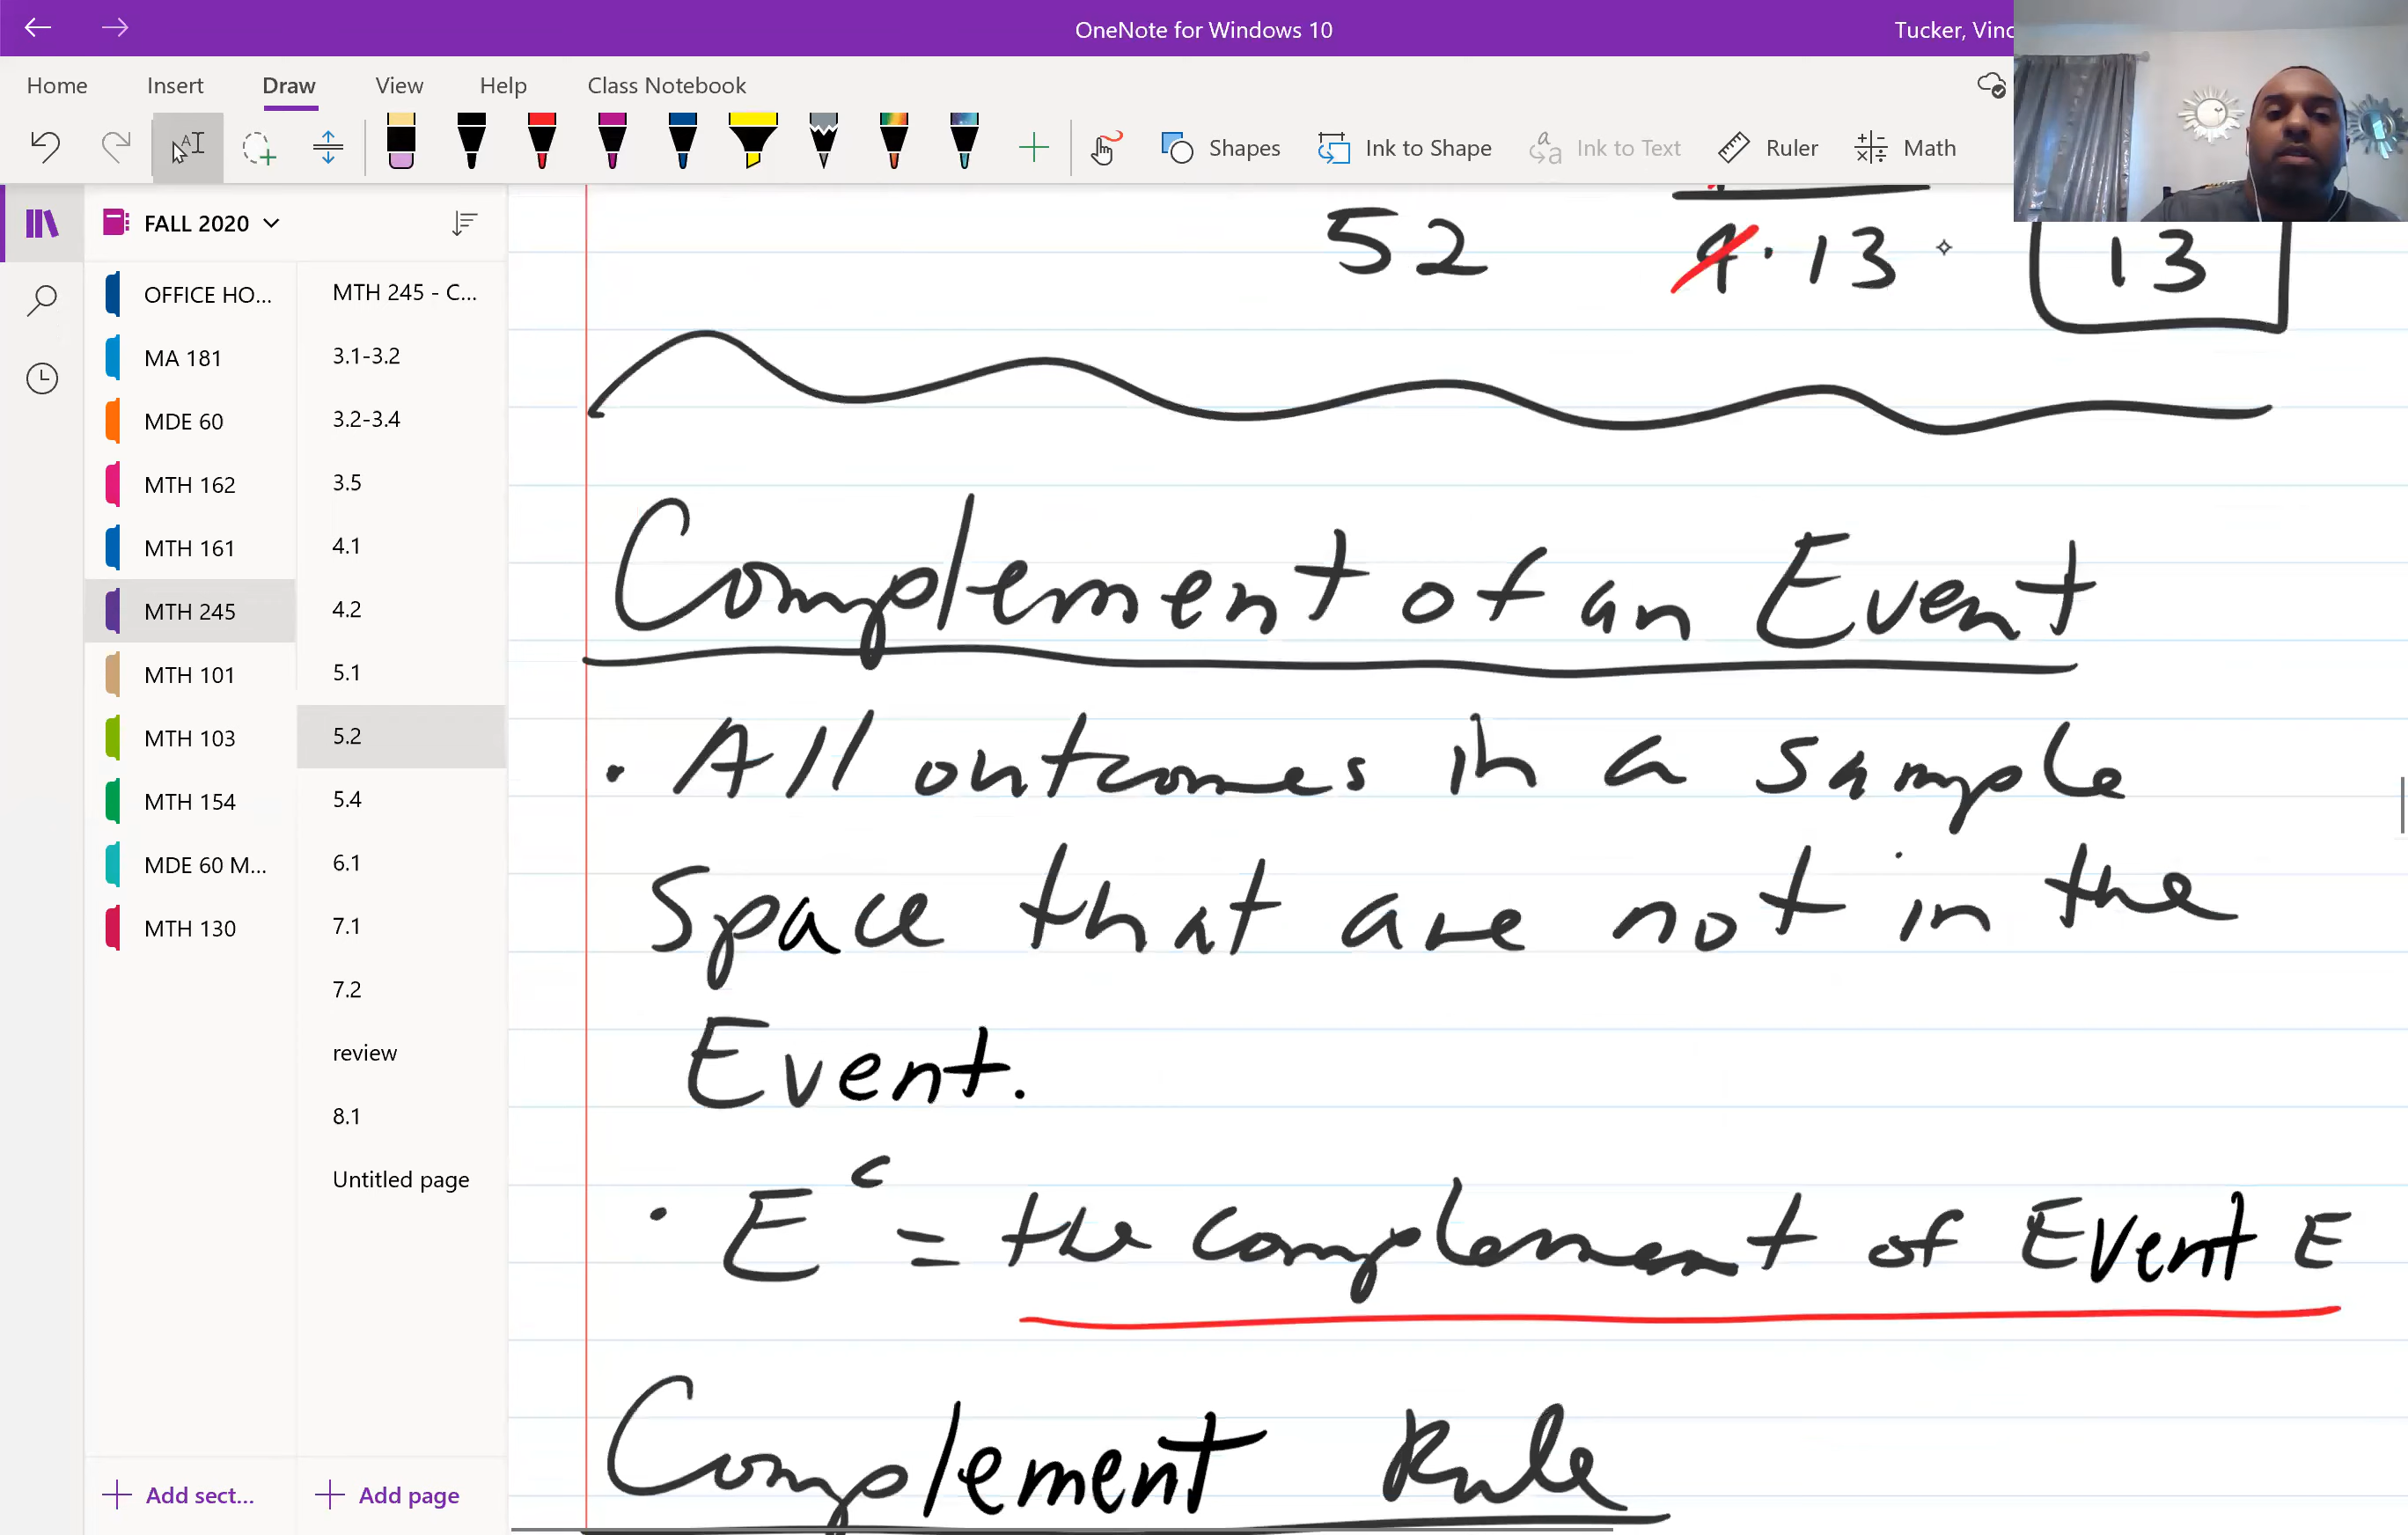 OneNote for Windows 10
Tucker, Vinc
Home Insert Draw View Help Class Notebook
Shapes Ink to Shape Ink to Text Ruler Math
FALL 2020
OFFICE HO...
MA 181
MDE 60
MTH 162
MTH 161
MTH 245
MTH 101
MTH 103
MTH 154
MDE 60 M...
MTH 130
Add sect...
MTH 245 - C...
3.1-3.2
3.2-3.4
3.5
4.1
4.2
5.1
5.2
5.4
6.1
7.1
7.2
review
8.1
Untitled page
Add page
52 4·13 13
Complement of an Event
· All outcomes in a sample
Space that are not in the
Event.
· E^c = the complement of Event E
Complement Rule